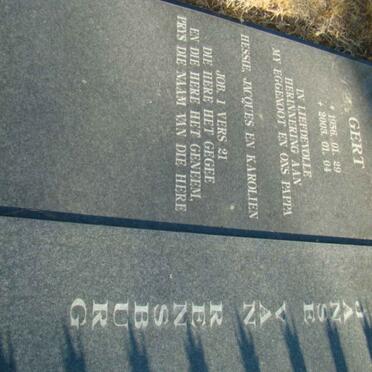 GERT
* 1956. 01. 29
+ 2003. 01. 04
IN LIEFDEVOLLE
HERINNERING AAN
MY EGGENOOT EN ONS PAPPA
HESSIE, JACQUES EN KAROLIEN
JOB. 1 VERS. 21
DIE HERE HET GEGEE
EN DIE HERE HET GENEEM,
PRYS DIE NAAM VAN DIE HERE
JANSE VAN RENSBURG